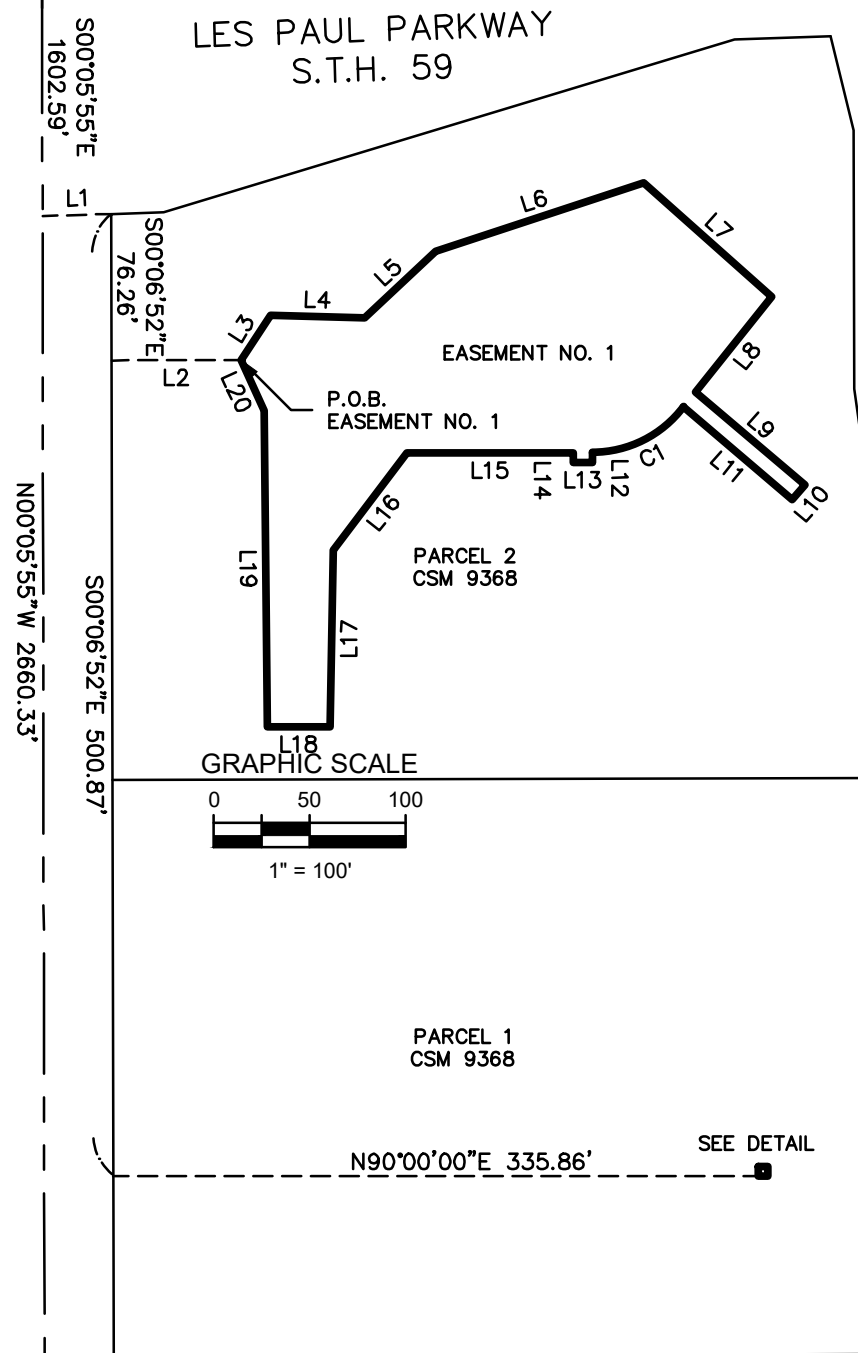 LES PAUL PARKWAY
S.T.H. 59
S00°05'55"E
1602.59'
L1
S00°06'52"E
76.26'
L2
L3
L4
L5
L6
L7
L8
EASEMENT NO. 1
L20
P.O.B.
EASEMENT NO. 1
L9
L10
L11
C1
L12
L13
L14
L15
L16
PARCEL 2
CSM 9368
L19
L17
L18
N00°05'55"W 2660.33'
S00°06'52"E 500.87'
GRAPHIC SCALE
0 50 100
1" = 100'
PARCEL 1
CSM 9368
SEE DETAIL
N90°00'00"E 335.86'